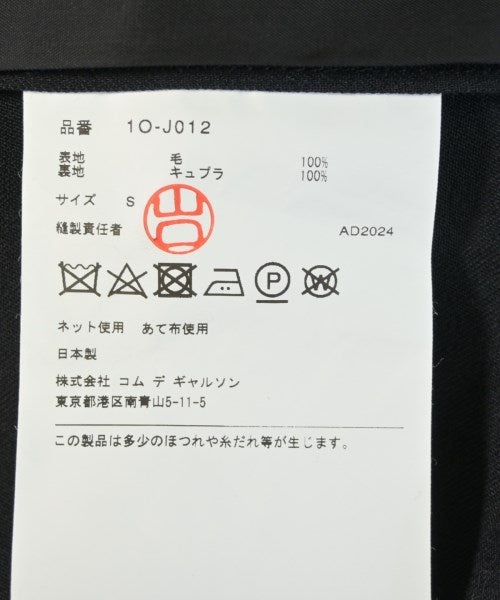 品番 1O-J012
表地 毛 100%
裏地 キュプラ 100%
サイズ S
縫製責任者 AD2024
P W
ネット使用 あて布使用
日本製
株式会社 コム デ ギャルソン
東京都港区南青山5-11-5
この製品は多少のほつれや糸だれ等が生じます。